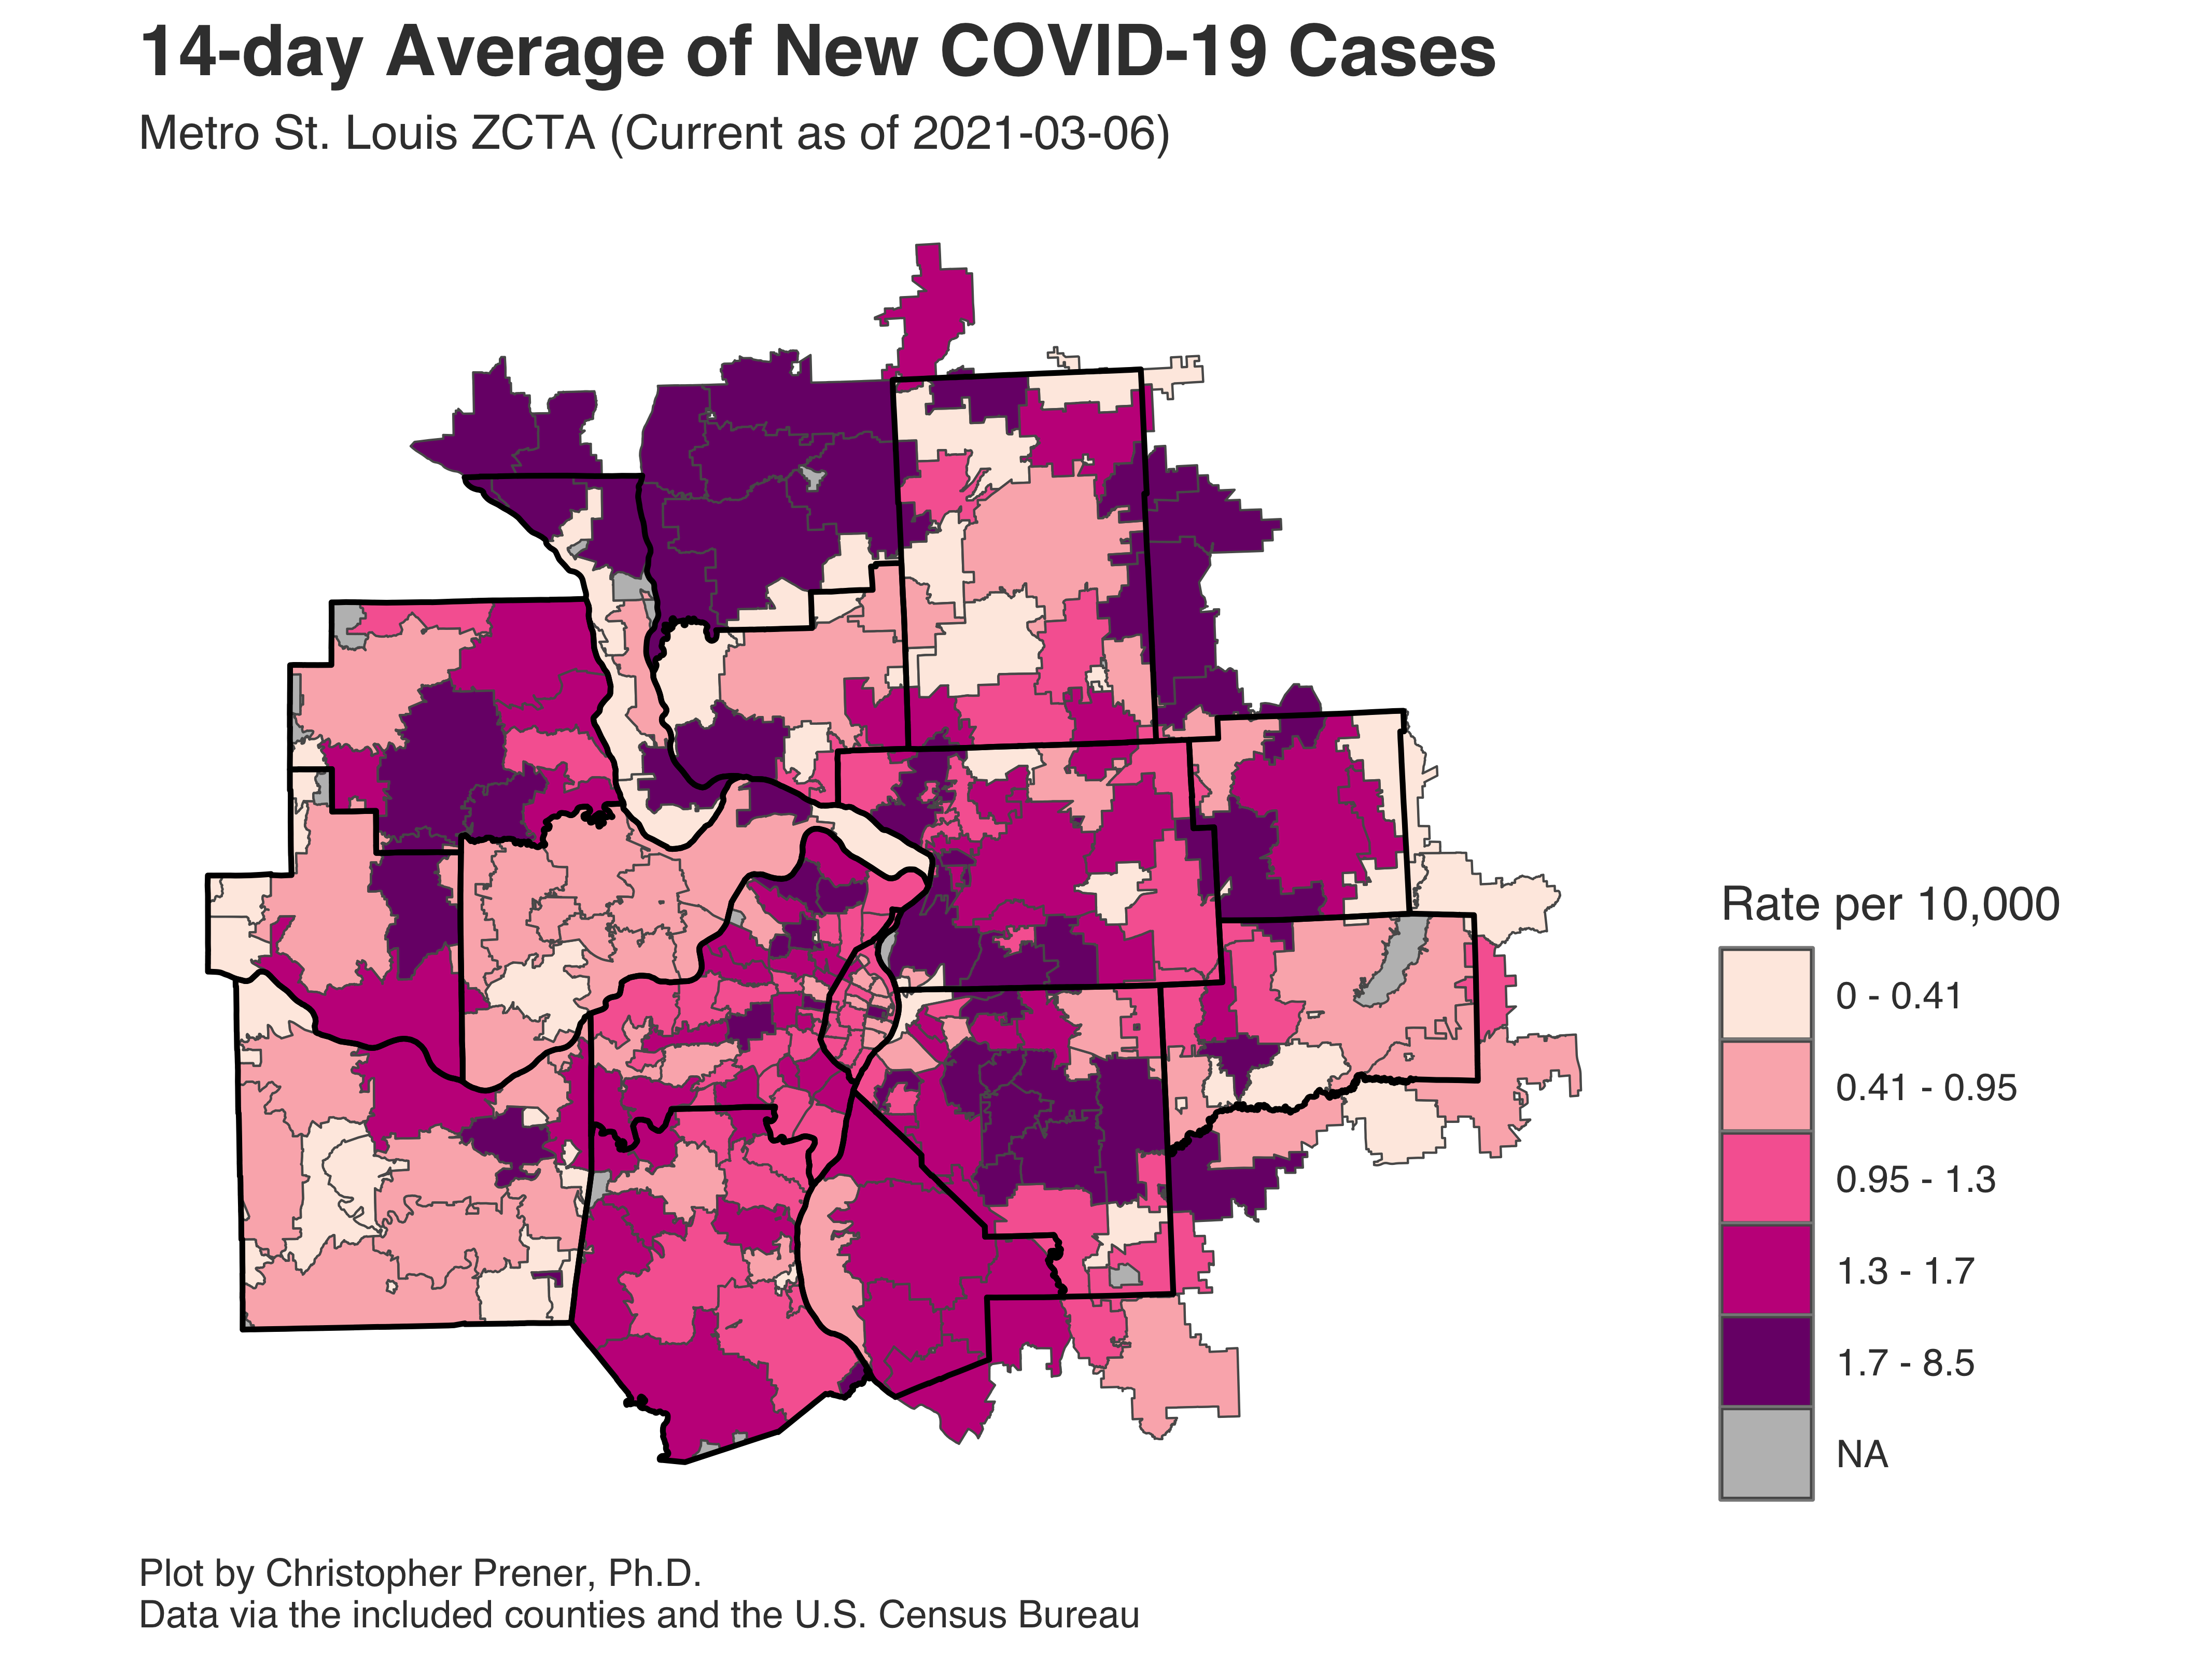 14-day Average of New COVID-19 Cases
Metro St. Louis ZCTA (Current as of 2021-03-06)
Rate per 10,000
0 - 0.41
0.41 - 0.95
0.95 - 1.3
1.3 - 1.7
1.7 - 8.5
NA
Plot by Christopher Prener, Ph.D.
Data via the included counties and the U.S. Census Bureau